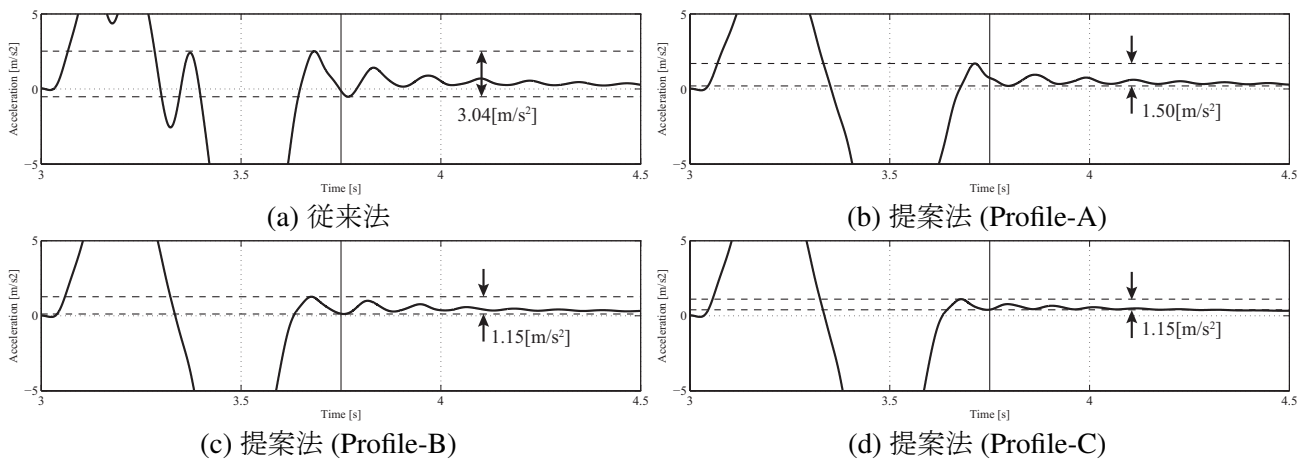 Acceleration [m/s2]
5
0
−5
3.04[m/s²]
3
3.5
4
4.5
Time [s]
(a) 従来法
Acceleration [m/s2]
5
0
−5
1.50[m/s²]
3
3.5
4
4.5
Time [s]
(b) 提案法 (Profile-A)
Acceleration [m/s2]
5
0
−5
1.15[m/s²]
3
3.5
4
4.5
Time [s]
(c) 提案法 (Profile-B)
Acceleration [m/s2]
5
0
−5
1.15[m/s²]
3
3.5
4
4.5
Time [s]
(d) 提案法 (Profile-C)